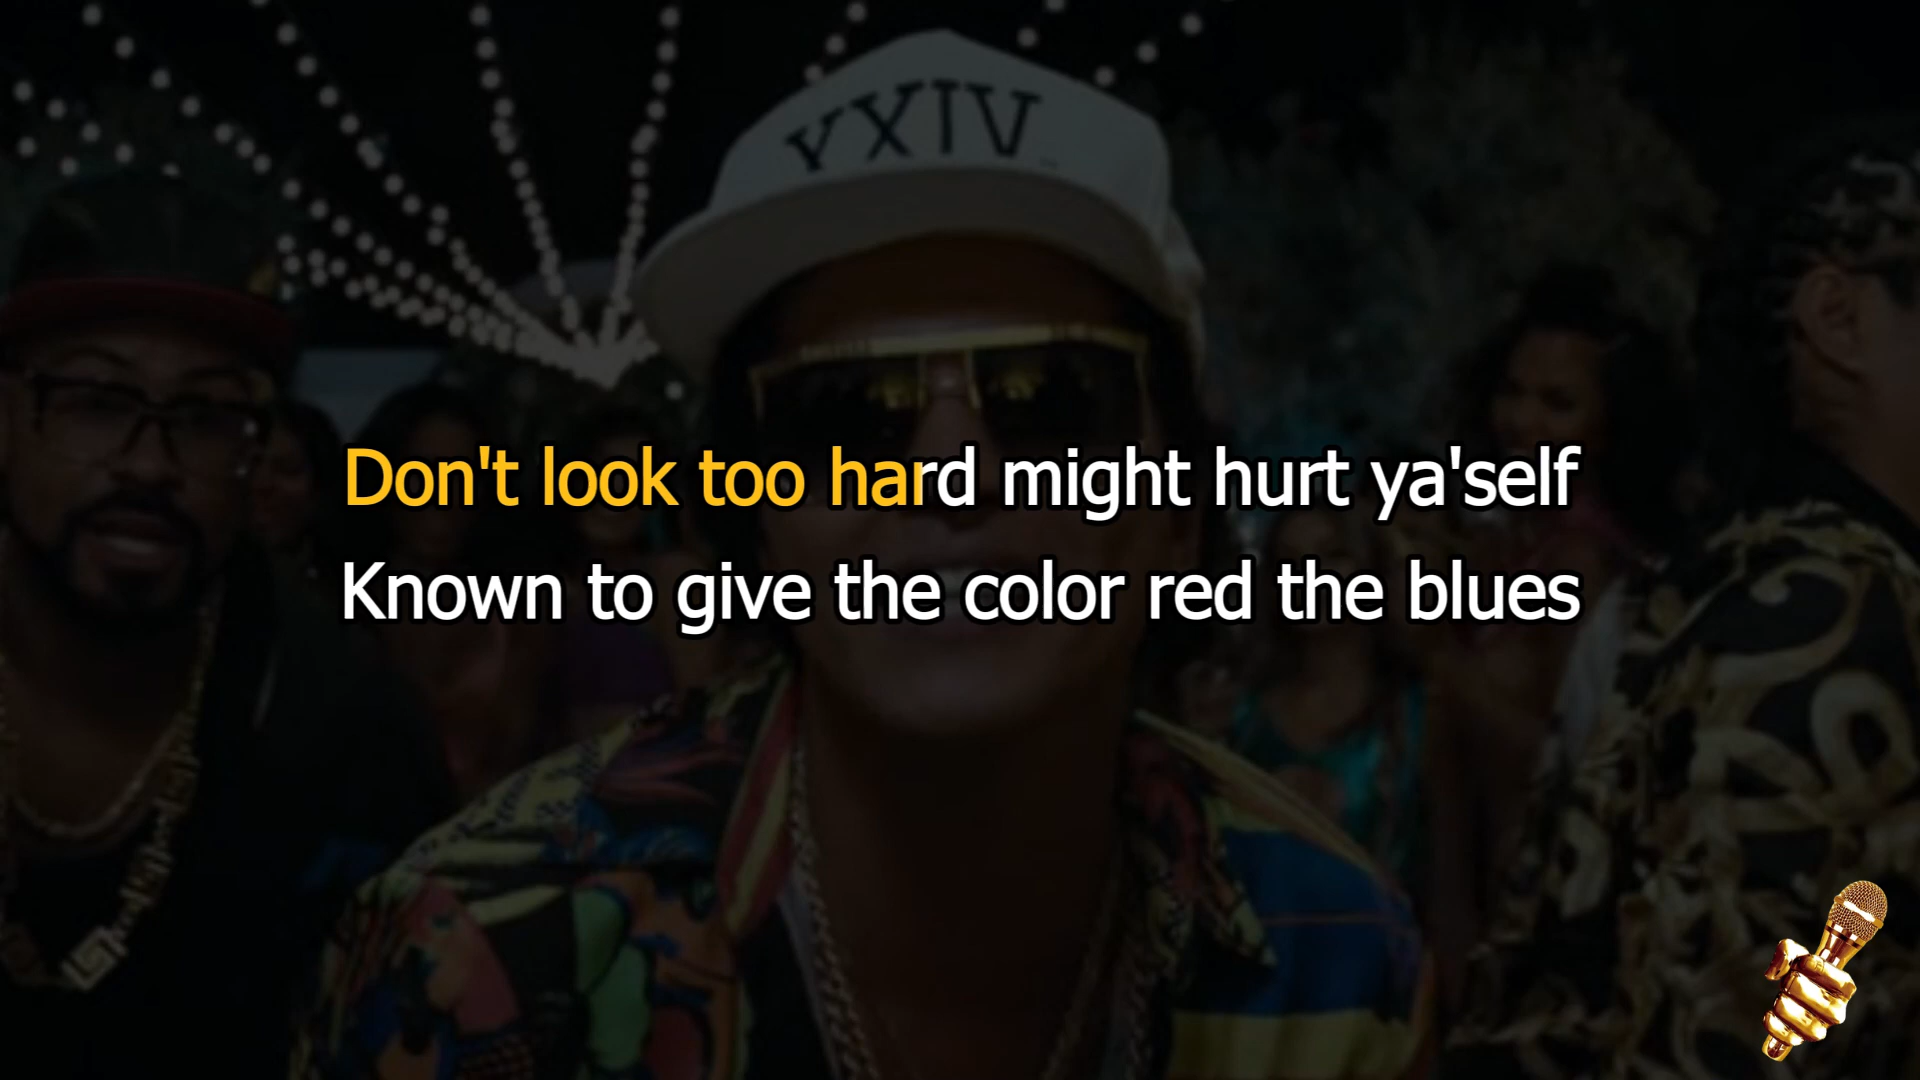 YXIV
Don't look too hard might hurt ya'self
Known to give the color red the blues